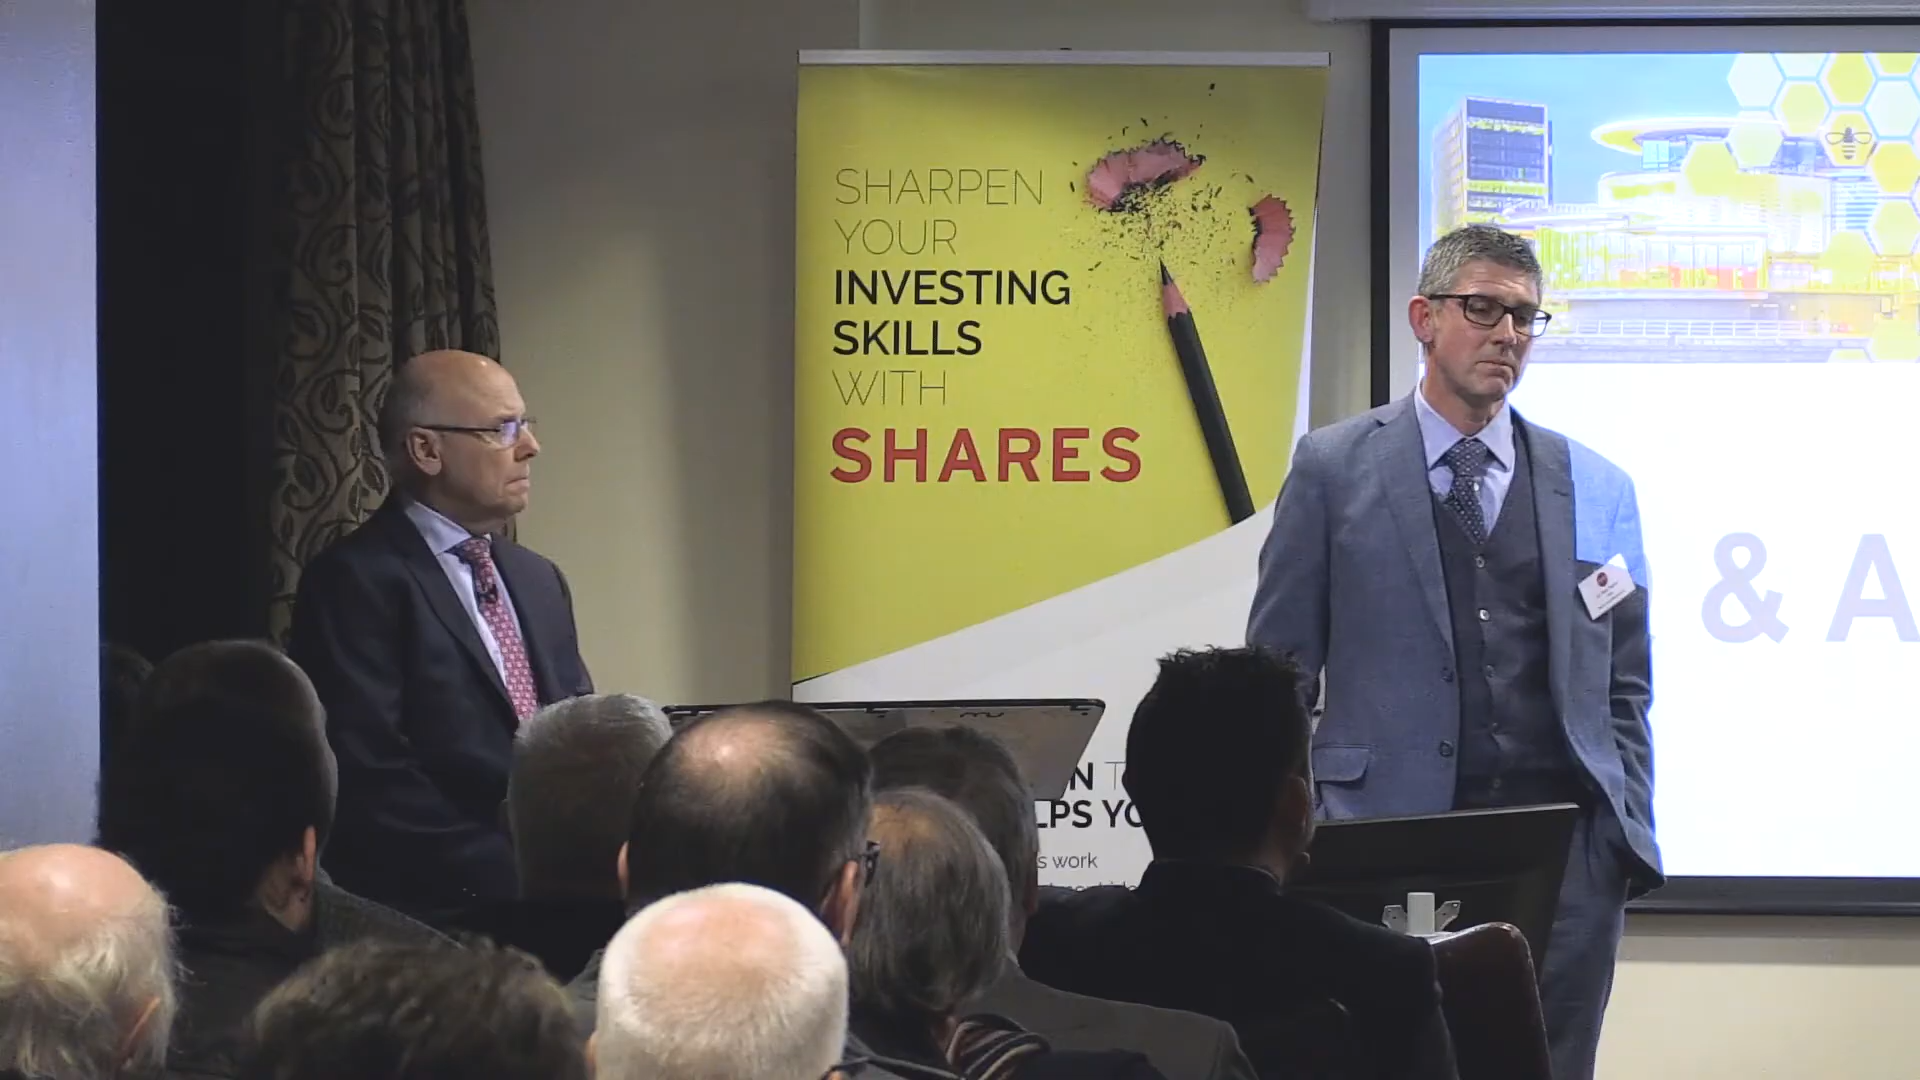 SHARPEN
YOUR
INVESTING
SKILLS
WITH
SHARES
& A
N T
LPS YO
s work